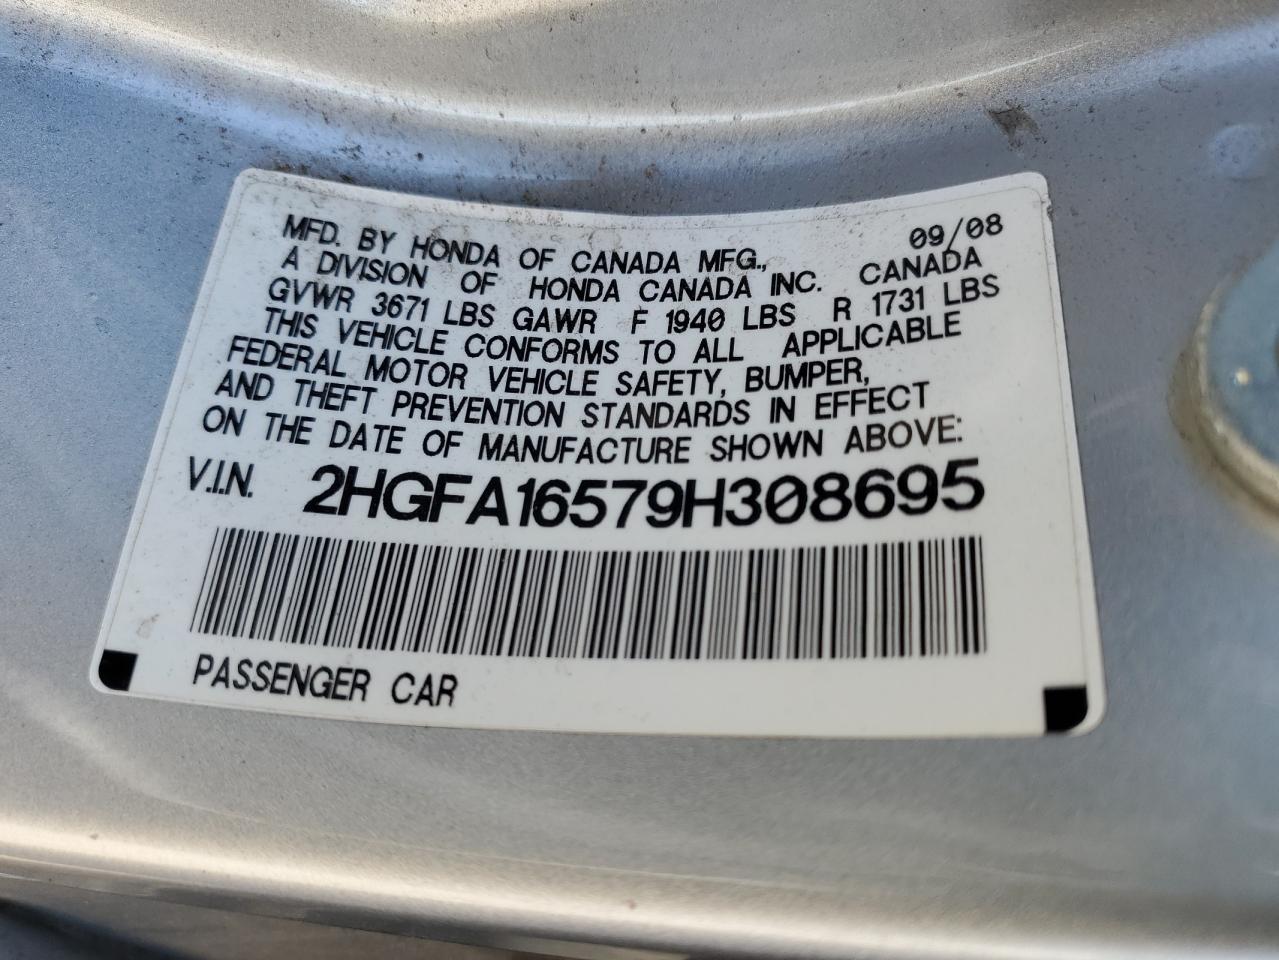 MFD. BY HONDA OF CANADA MFG., 09/08
A DIVISION OF HONDA CANADA INC. CANADA
GVWR 3671 LBS GAWR F 1940 LBS R 1731 LBS
THIS VEHICLE CONFORMS TO ALL APPLICABLE
FEDERAL MOTOR VEHICLE SAFETY, BUMPER,
AND THEFT PREVENTION STANDARDS IN EFFECT
ON THE DATE OF MANUFACTURE SHOWN ABOVE:
V.I.N. 2HGFA16579H308695
PASSENGER CAR